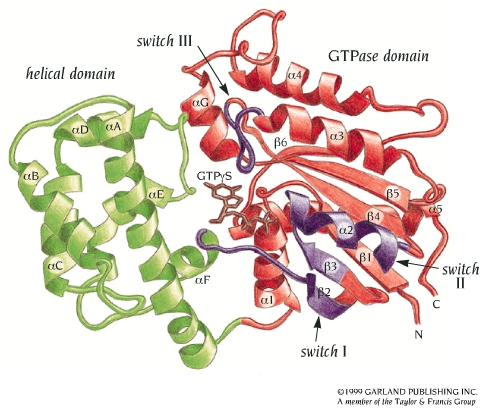 switch III
GTPase domain
helical domain
αG
α4
αD
αA
α3
β6
αB
GTPγS
αE
β5
α5
β4
α2
αC
β1
αF
β3
switch
II
α1
β2
C
N
switch I
©1999 GARLAND PUBLISHING INC.
A member of the Taylor & Francis Group